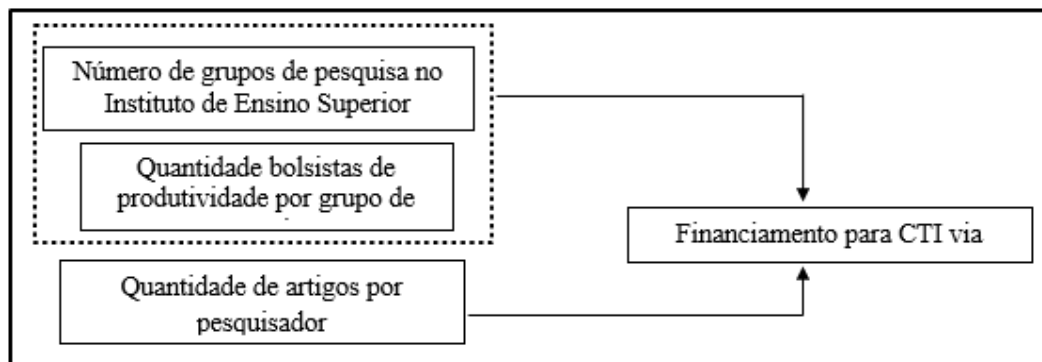 Número de grupos de pesquisa no
Instituto de Ensino Superior
Quantidade bolsistas de
produtividade por grupo de
Quantidade de artigos por
pesquisador
Financiamento para CTI via